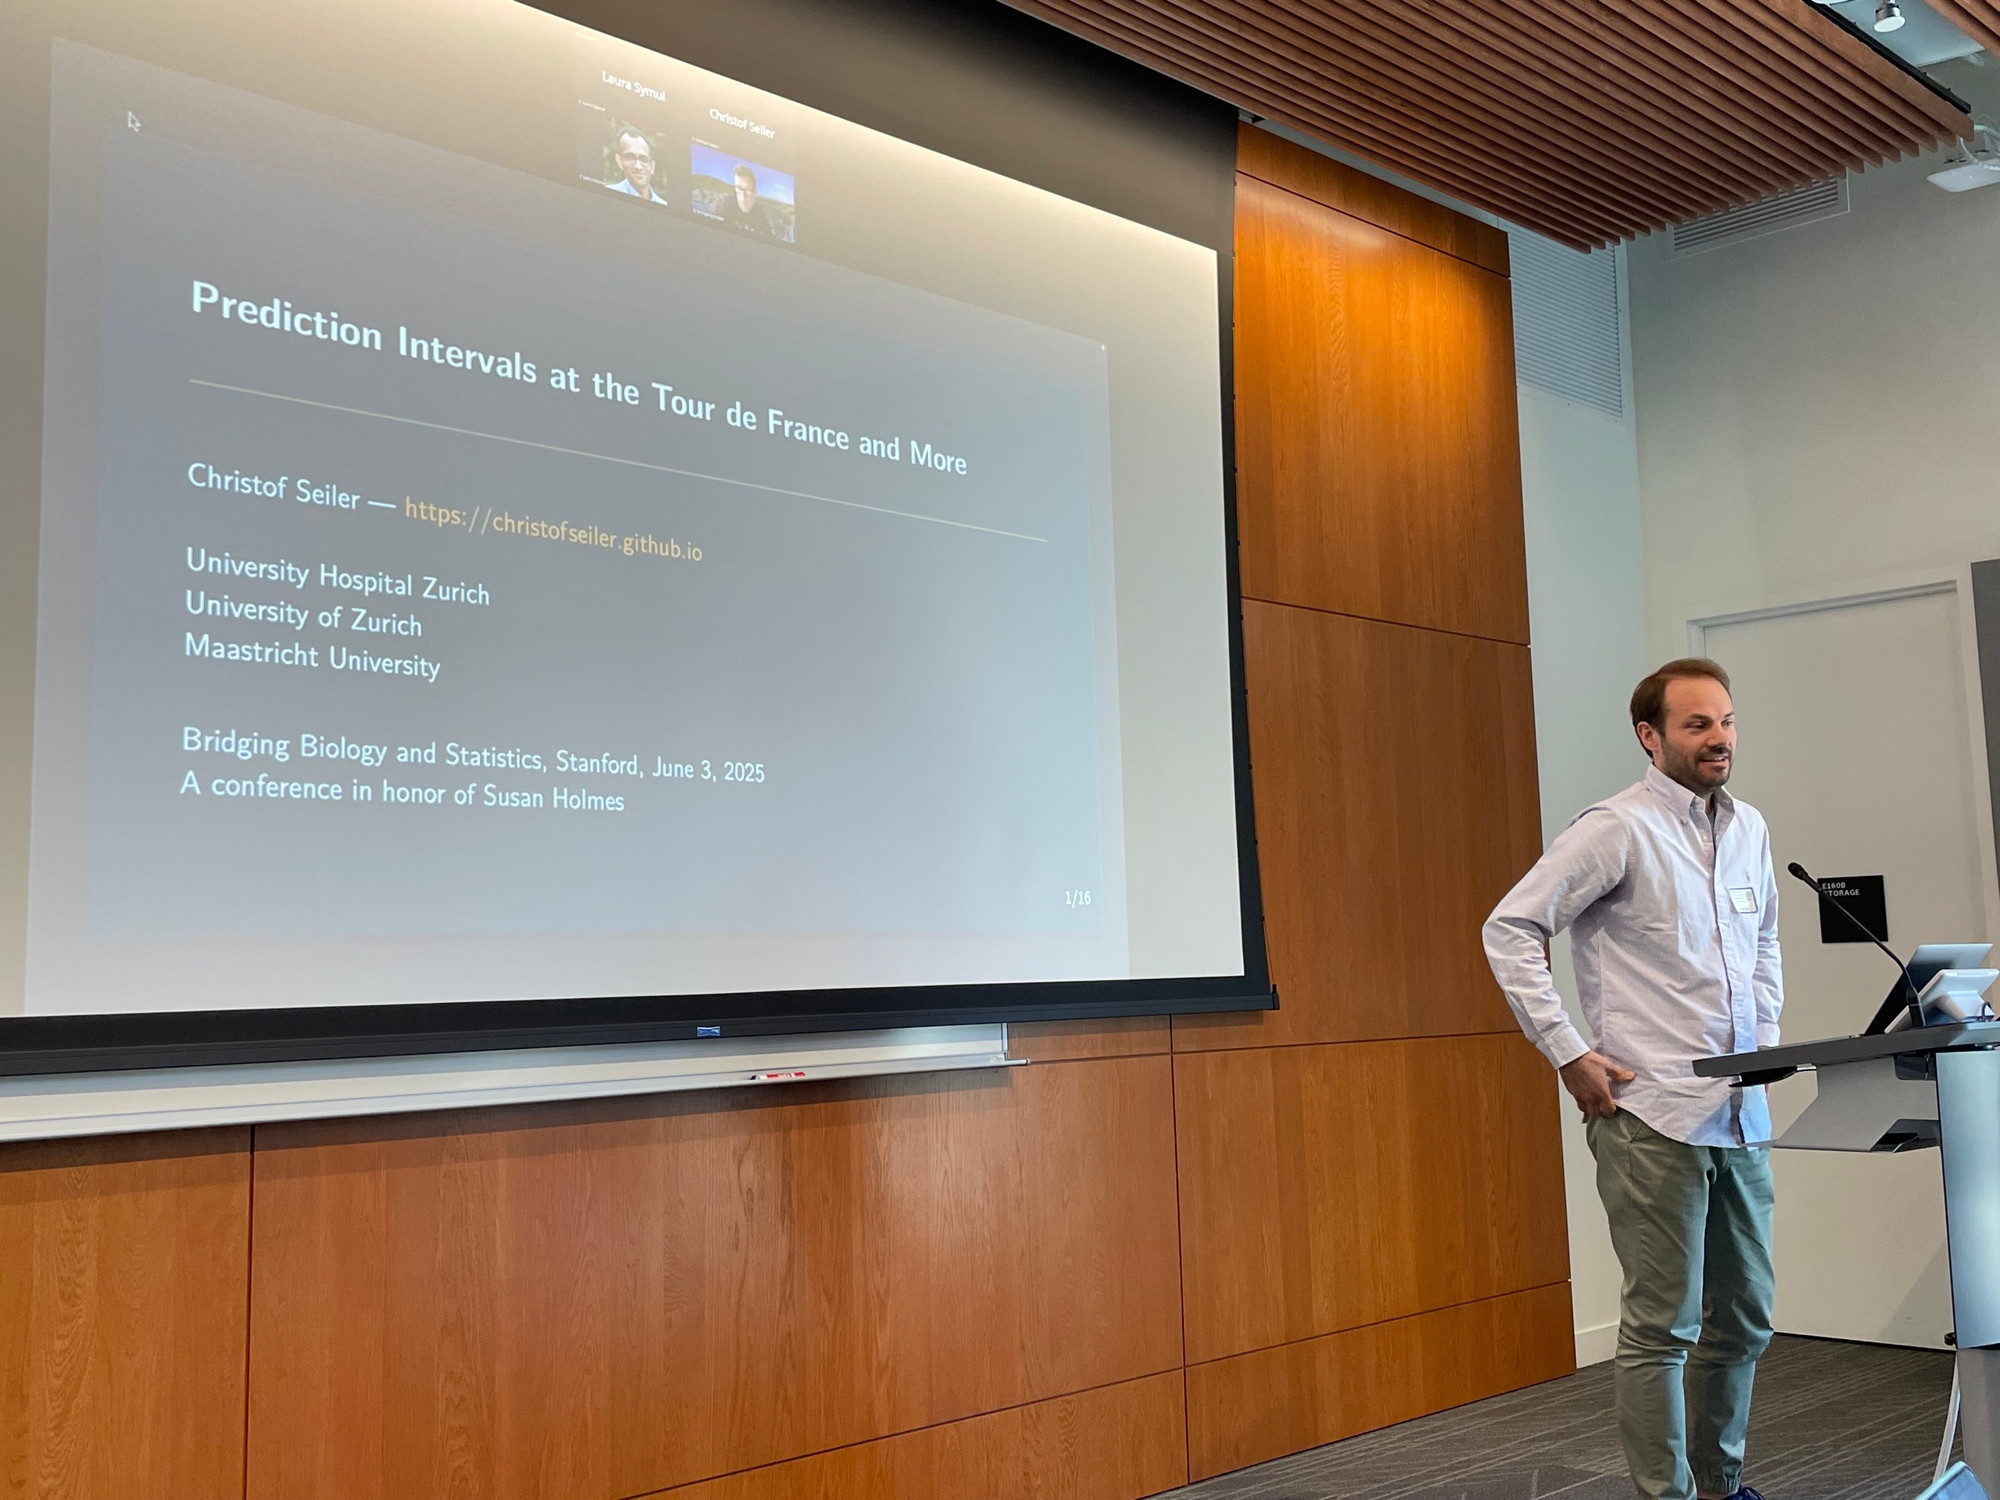 Laura Symul
Christof Seiler
Prediction Intervals at the Tour de France and More
Christof Seiler — https://christofseiler.github.io
University Hospital Zurich
University of Zurich
Maastricht University
Bridging Biology and Statistics, Stanford, June 3, 2025
A conference in honor of Susan Holmes
1/16
E160B
STORAGE